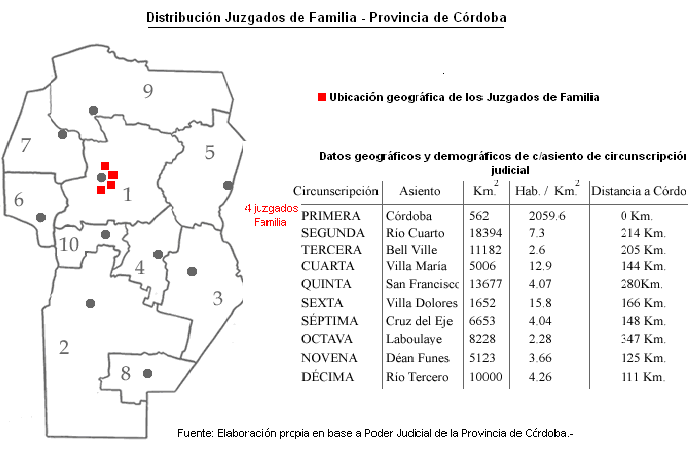 Distribución Juzgados de Familia - Provincia de Córdoba
Ubicación geográfica de los Juzgados de Familia
9
7
5
1
6
10
4
3
2
8
4 juzgados
Familia
Datos geográficos y demográficos de c/asiento de circunscripción
judicial
Circunscripción Asiento Km.2 Hab. / Km.2 Distancia a Córdo
PRIMERA Córdoba 562 2059.6 0 Km.
SEGUNDA Río Cuarto 18394 7.3 214 Km.
TERCERA Bell Ville 11182 2.6 205 Km.
CUARTA Villa María 5006 12.9 144 Km.
QUINTA San Francisco 13677 4.07 280Km.
SEXTA Villa Dolores 1652 15.8 166 Km.
SÉPTIMA Cruz del Eje 6653 4.04 148 Km.
OCTAVA Laboulaye 8228 2.28 347 Km.
NOVENA Déan Funes 5123 3.66 125 Km.
DÉCIMA Río Tercero 10000 4.26 111 Km.
Fuente: Elaboración propia en base a Poder Judicial de la Provincia de Córdoba.-